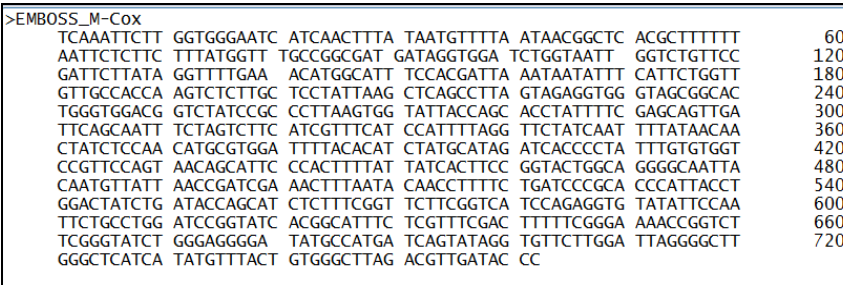 >EMBOSS_M-Cox
TCAAATTCTT GGTGGGAATC ATCAACTTTA TAATGTTTTA ATAACGGCTC ACGCTTTTTT 60
AATTCTCTTC TTTATGGTT TGCCGGCGAT GATAGGTGGA TCTGGTAATT GGTCTGTTCC 120
GATTCTTATA GGTTTTGAA ACATGGCATT TCCACGATTA AATAATATTT CATTCTGGTT 180
GTTGCCACCA AGTCTCTTGC TCCTATTAAG CTCAGCCTTA GTAGAGGTGG GTAGCGGCAC 240
TGGGTGGACG GTCTATCCGC CCTTAAGTGG TATTACCAGC ACCTATTTTC GAGCAGTTGA 300
TTCAGCAATT TCTAGTCTTC ATCGTTTCAT CCATTTTAGG TTCTATCAAT TTTATAACAA 360
CTATCTCCAA CATGCGTGGA TTTTACACAT CTATGCATAG ATCACCCCTA TTTGTGTGGT 420
CCGTTCCAGT AACAGCATTC CCACTTTTAT TATCACTTCC GGTACTGGCA GGGGCAATTA 480
CAATGTTATT AACCGATCGA AACTTTAATA CAACCTTTTC TGATCCCGCA CCCATTACCT 540
GGACTATCTG ATACCAGCAT CTCTTTCGGT TCTTCGGTCA TCCAGAGGTG TATATTCCAA 600
TTCTGCCTGG ATCCGGTATC ACGGCATTTC TCGTTTCGAC TTTTTCGGGA AAACCGGTCT 660
TCGGGTATCT GGGAGGGGA TATGCCATGA TCAGTATAGG TGTTCTTGGA TTAGGGGCTT 720
GGGCTCATCA TATGTTTACT GTGGGCTTAG ACGTTGATAC CC